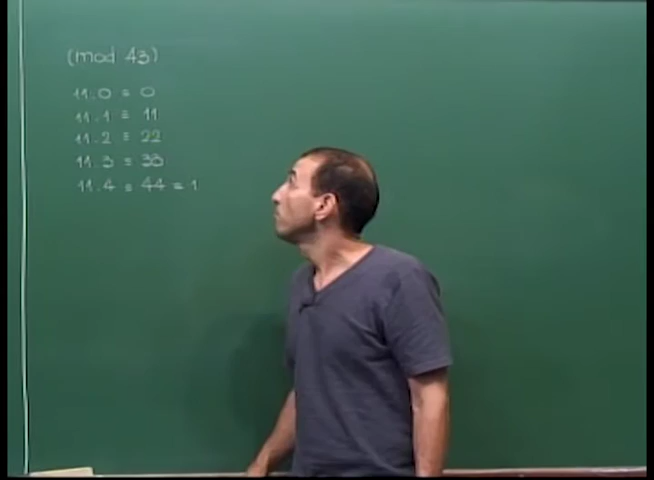 (mod 43)
11.0 ≡ 0
11.1 ≡ 11
11.2 ≡ 22
11.3 ≡ 33
11.4 ≡ 44 ≡ 1